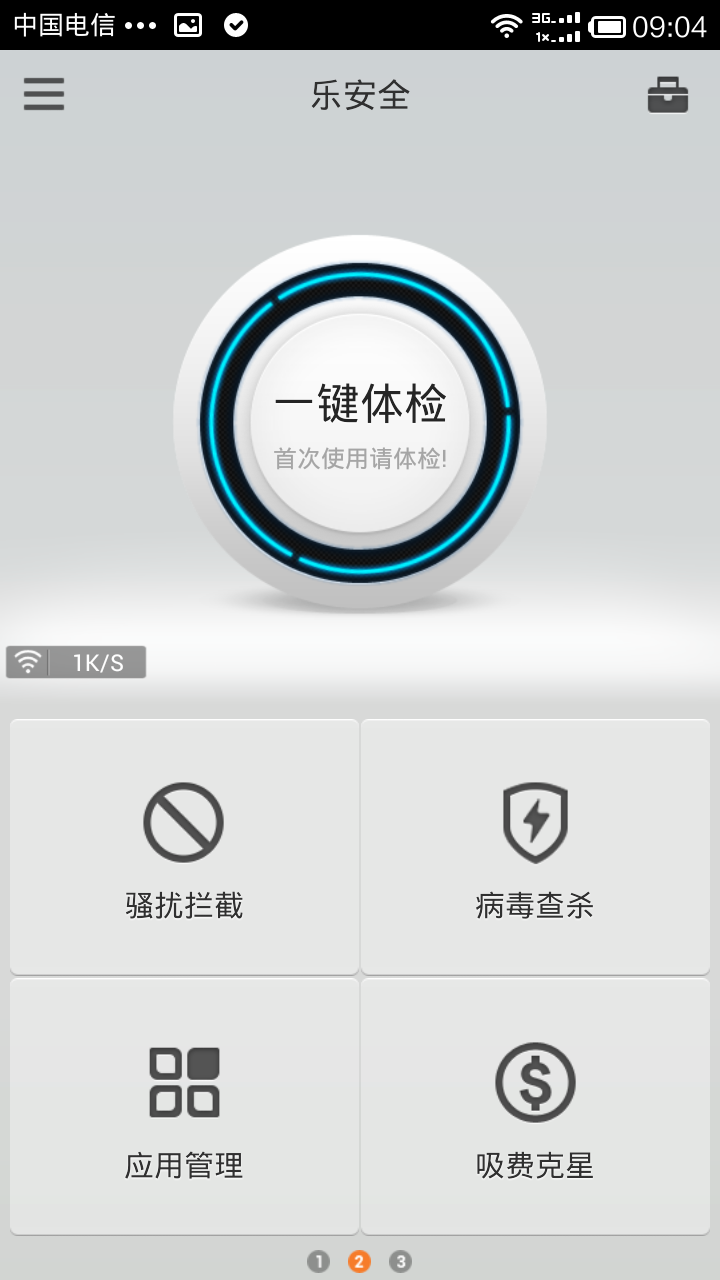 中国电信 ••• 3G 1× 09:04
乐安全
一键体检
首次使用请体检!
1K/S
骚扰拦截 病毒查杀
应用管理 吸费克星
1 2 3